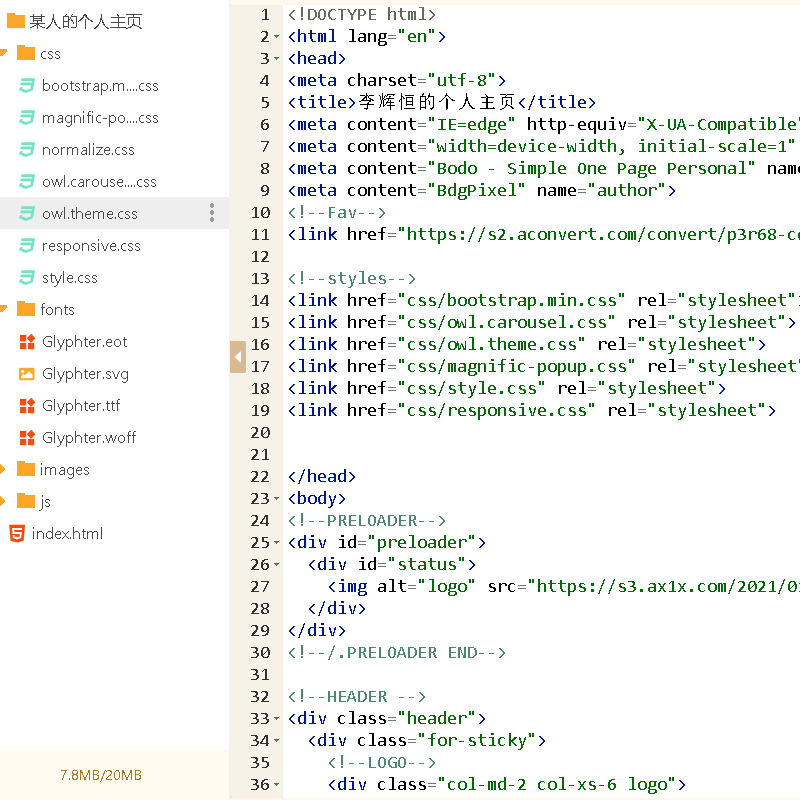 某人的个人主页
css
bootstrap.m....css
magnific-po....css
normalize.css
owl.carouse....css
owl.theme.css
responsive.css
style.css
fonts
Glyphter.eot
Glyphter.svg
Glyphter.ttf
Glyphter.woff
images
js
index.html
7.8MB/20MB
1 <!DOCTYPE html>
2 <html lang="en">
3 <head>
4 <meta charset="utf-8">
5 <title>李辉恒的个人主页</title>
6 <meta content="IE=edge" http-equiv="X-UA-Compatible"
7 <meta content="width=device-width, initial-scale=1"
8 <meta content="Bodo - Simple One Page Personal" name
9 <meta content="BdgPixel" name="author">
10 <!--Fav-->
11 <link href="https://s2.aconvert.com/convert/p3r68-c
12
13 <!--styles-->
14 <link href="css/bootstrap.min.css" rel="stylesheet">
15 <link href="css/owl.carousel.css" rel="stylesheet">
16 <link href="css/owl.theme.css" rel="stylesheet">
17 <link href="css/magnific-popup.css" rel="stylesheet"
18 <link href="css/style.css" rel="stylesheet">
19 <link href="css/responsive.css" rel="stylesheet">
20
21
22 </head>
23 <body>
24 <!--PRELOADER-->
25 <div id="preloader">
26 <div id="status">
27 <img alt="logo" src="https://s3.ax1x.com/2021/0
28 </div>
29 </div>
30 <!--/.PRELOADER END-->
31
32 <!--HEADER -->
33 <div class="header">
34 <div class="for-sticky">
35 <!--LOGO-->
36 <div class="col-md-2 col-xs-6 logo">